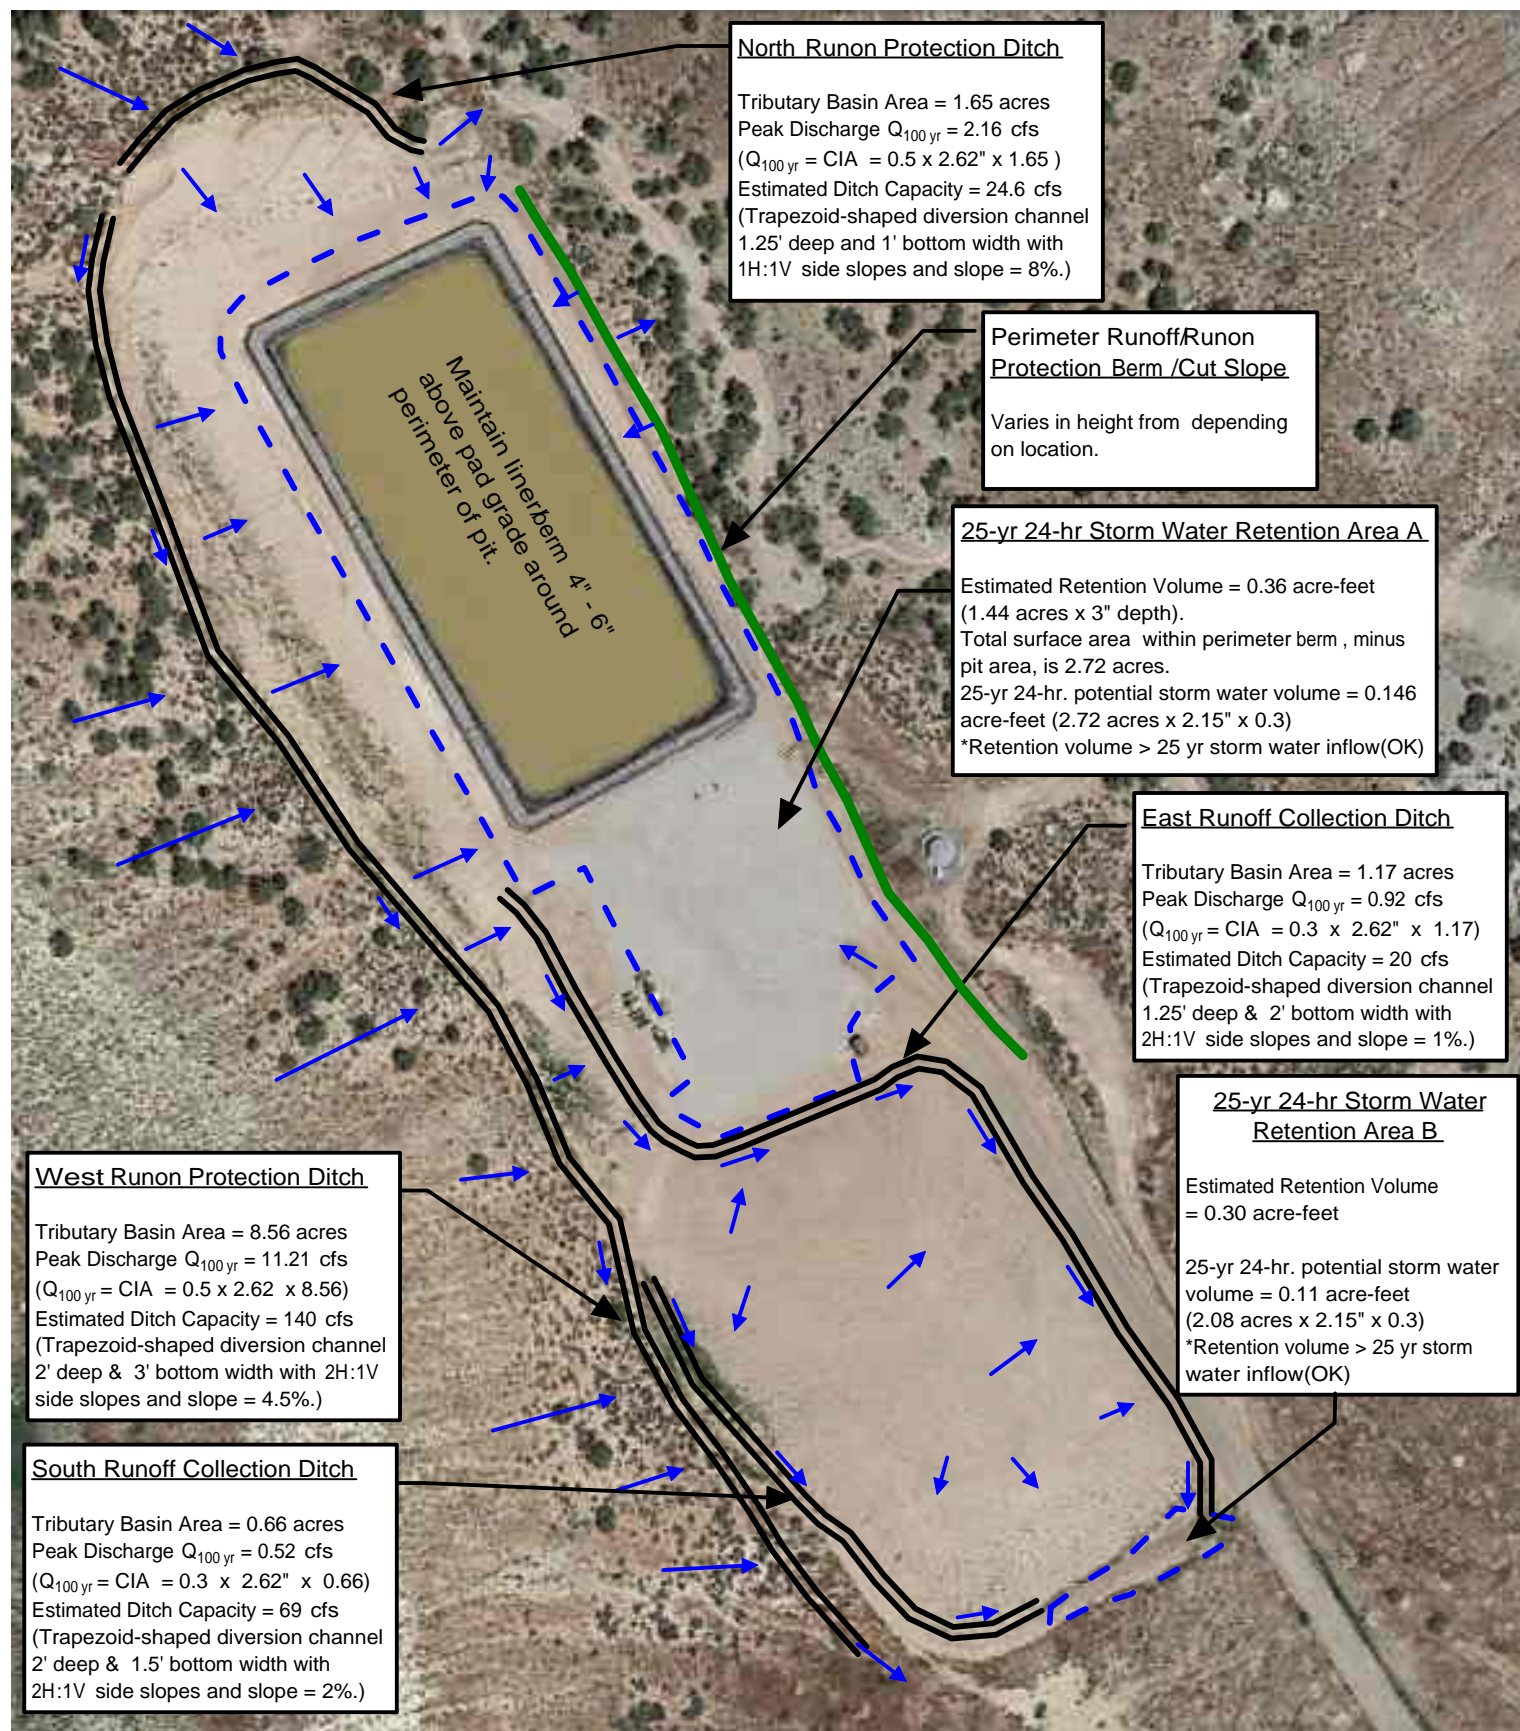 North Runon Protection Ditch
Tributary Basin Area = 1.65 acres
Peak Discharge Q100 yr = 2.16 cfs
(Q100 yr = CIA = 0.5 x 2.62" x 1.65 )
Estimated Ditch Capacity = 24.6 cfs
(Trapezoid-shaped diversion channel
1.25' deep and 1' bottom width with
1H:1V side slopes and slope = 8%.)
Perimeter Runoff/Runon
Protection Berm /Cut Slope
Varies in height from depending
on location.
Maintain liner/berm 4" - 6"
above pad grade around
perimeter of pit.
25-yr 24-hr Storm Water Retention Area A
Estimated Retention Volume = 0.36 acre-feet
(1.44 acres x 3" depth).
Total surface area within perimeter berm , minus
pit area, is 2.72 acres.
25-yr 24-hr. potential storm water volume = 0.146
acre-feet (2.72 acres x 2.15" x 0.3)
*Retention volume > 25 yr storm water inflow(OK)
East Runoff Collection Ditch
Tributary Basin Area = 1.17 acres
Peak Discharge Q100 yr = 0.92 cfs
(Q100 yr = CIA = 0.3 x 2.62" x 1.17)
Estimated Ditch Capacity = 20 cfs
(Trapezoid-shaped diversion channel
1.25' deep & 2' bottom width with
2H:1V side slopes and slope = 1%.)
25-yr 24-hr Storm Water
Retention Area B
Estimated Retention Volume
= 0.30 acre-feet
25-yr 24-hr. potential storm water
volume = 0.11 acre-feet
(2.08 acres x 2.15" x 0.3)
*Retention volume > 25 yr storm
water inflow(OK)
West Runon Protection Ditch
Tributary Basin Area = 8.56 acres
Peak Discharge Q100 yr = 11.21 cfs
(Q100 yr = CIA = 0.5 x 2.62 x 8.56)
Estimated Ditch Capacity = 140 cfs
(Trapezoid-shaped diversion channel
2' deep & 3' bottom width with 2H:1V
side slopes and slope = 4.5%.)
South Runoff Collection Ditch
Tributary Basin Area = 0.66 acres
Peak Discharge Q100 yr = 0.52 cfs
(Q100 yr = CIA = 0.3 x 2.62" x 0.66)
Estimated Ditch Capacity = 69 cfs
(Trapezoid-shaped diversion channel
2' deep & 1.5' bottom width with
2H:1V side slopes and slope = 2%.)